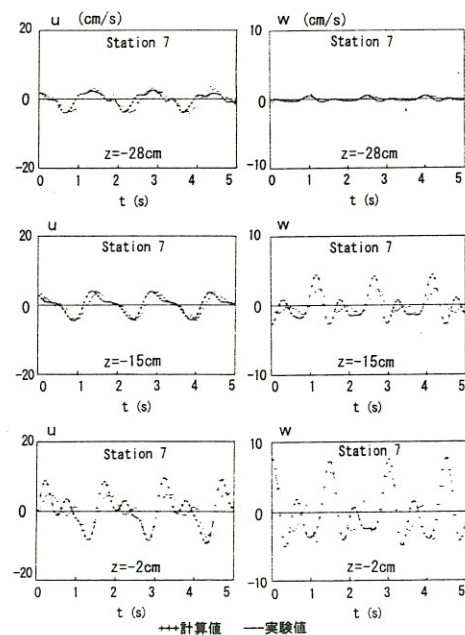 u (cm/s)
w (cm/s)
20
Station 7
0
z=-28cm
-20
0 1 2 3 4 5
t (s)
10
Station 7
0
z=-28cm
-10
0 1 2 3 4 5
t (s)
u
20
Station 7
0
z=-15cm
-20
0 1 2 3 4 5
t (s)
w
10
Station 7
0
z=-15cm
-10
0 1 2 3 4 5
t (s)
u
20
Station 7
0
z=-2cm
-20
0 1 2 3 4 5
t (s)
w
10
Station 7
0
z=-2cm
-10
0 1 2 3 4 5
t (s)
+++計算値 —実験値